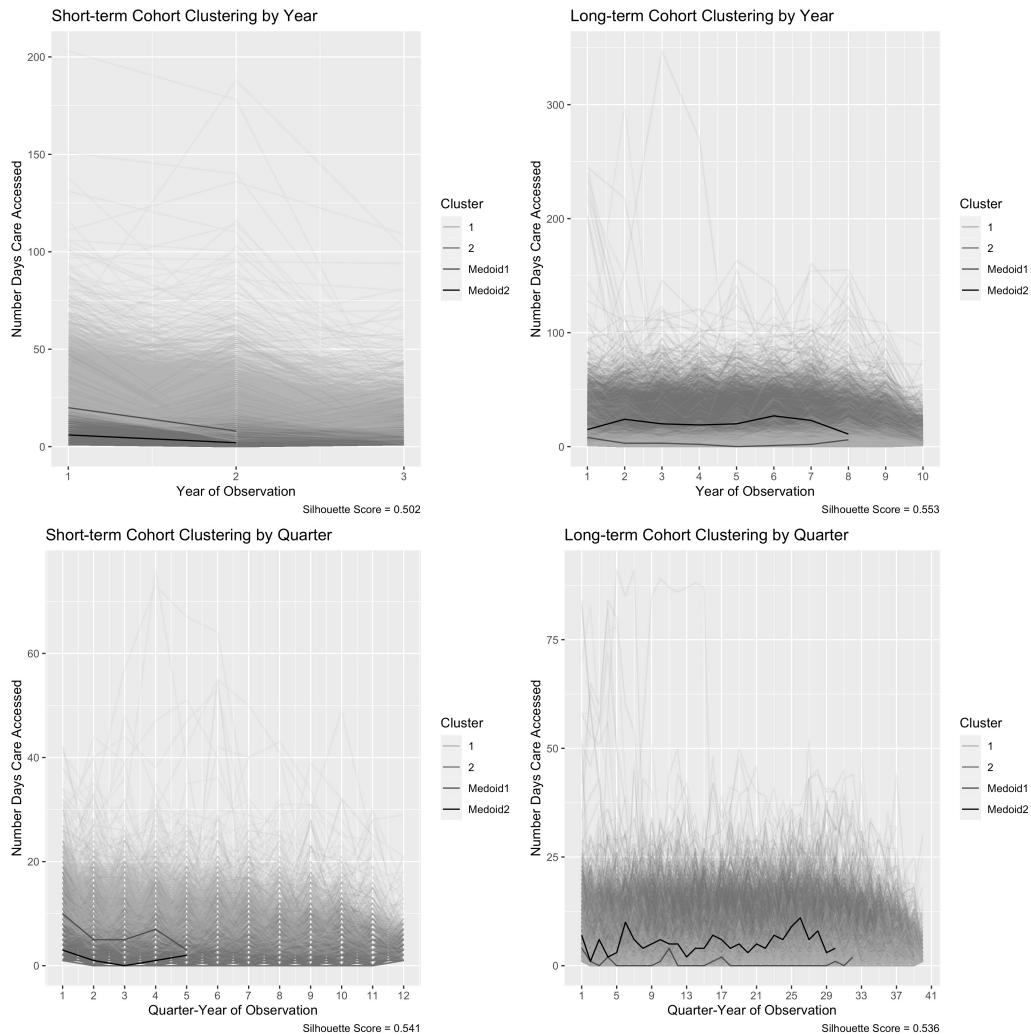 Short-term Cohort Clustering by Year
Number Days Care Accessed
200
150
100
50
0
1 2 3
Year of Observation
Silhouette Score = 0.502
Cluster
1
2
Medoid1
Medoid2
Long-term Cohort Clustering by Year
Number Days Care Accessed
300
200
100
0
1 2 3 4 5 6 7 8 9 10
Year of Observation
Silhouette Score = 0.553
Cluster
1
2
Medoid1
Medoid2
Short-term Cohort Clustering by Quarter
Number Days Care Accessed
60
40
20
0
1 2 3 4 5 6 7 8 9 10 11 12
Quarter-Year of Observation
Silhouette Score = 0.541
Cluster
1
2
Medoid1
Medoid2
Long-term Cohort Clustering by Quarter
Number Days Care Accessed
75
50
25
0
1 5 9 13 17 21 25 29 33 37 41
Quarter-Year of Observation
Silhouette Score = 0.536
Cluster
1
2
Medoid1
Medoid2